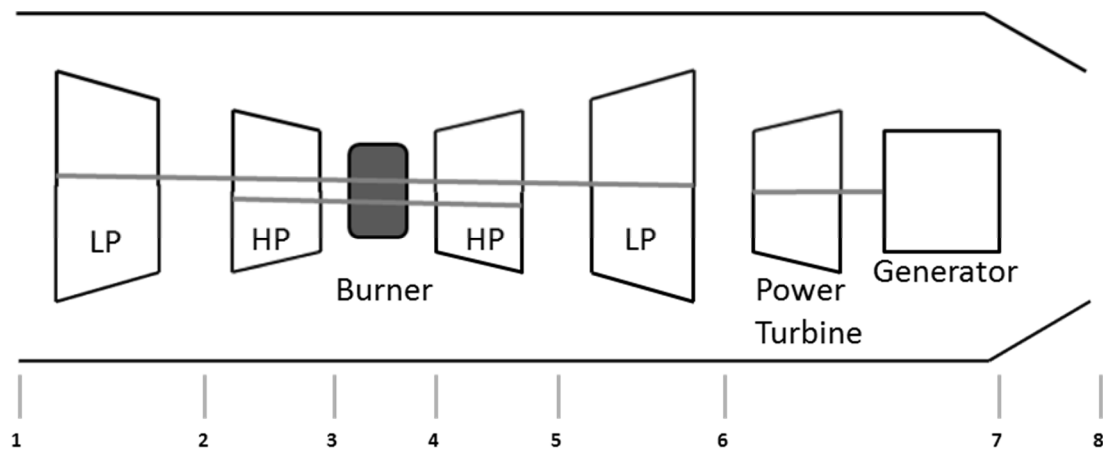 LP
HP
HP
LP
Burner
Power
Turbine
Generator
1 2 3 4 5 6 7 8